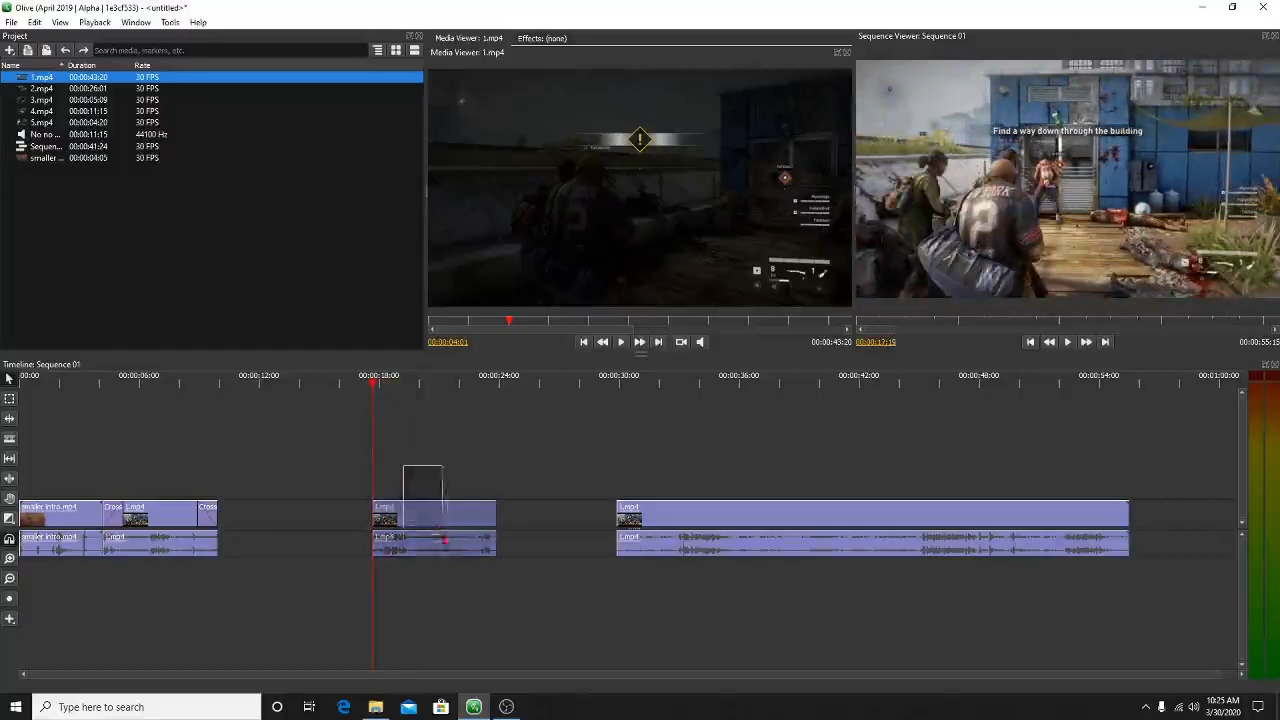 Olive (April 2019 | Alpha | 1e3cf533) - <untitled>*
File Edit View Playback Window Tools Help
Project
Search media, markers, etc.
Name Duration Rate
1.mp4 00:00:43:20 30 FPS
2.mp4 00:00:26:01 30 FPS
3.mp4 00:00:05:09 30 FPS
4.mp4 00:00:11:15 30 FPS
5.mp4 00:00:04:20 30 FPS
No no ... 00:00:11:15 44100 Hz
Sequen... 00:00:41:24 30 FPS
smaller ... 00:00:04:05 30 FPS
Media Viewer: 1.mp4 Effects: (none)
Media Viewer: 1.mp4
00:00:04:01 00:00:43:20
Sequence Viewer: Sequence 01
Find a way down through the building
00:00:17:19 00:00:55:15
Timeline: Sequence 01
00:00 00:00:06:00 00:00:12:00 00:00:18:00 00:00:24:00 00:00:30:00 00:00:36:00 00:00:42:00 00:00:48:00 00:00:54:00 00:01:00:00
smaller intro.mp4 Cross 1.mp4 Cross 1.mp4 1.mp4
smaller intro.mp4 1.mp4 1.mp4 1.mp4
Type here to search
10:25 AM
3/30/2020